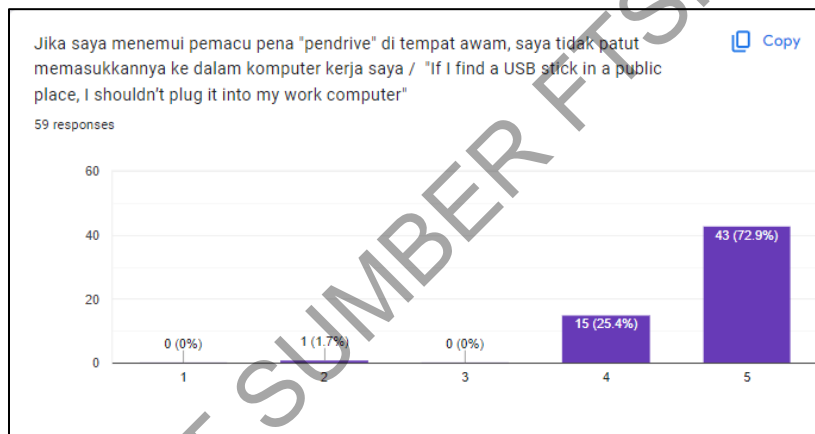 Jika saya menemui pemacu pena "pendrive" di tempat awam, saya tidak patut
memasukkannya ke dalam komputer kerja saya / "If I find a USB stick in a public
place, I shouldn't plug it into my work computer"
Copy
59 responses
60
40
20
0
0 (0%)
1 (1.7%)
0 (0%)
15 (25.4%)
43 (72.9%)
1
2
3
4
5
SUMBER FTS